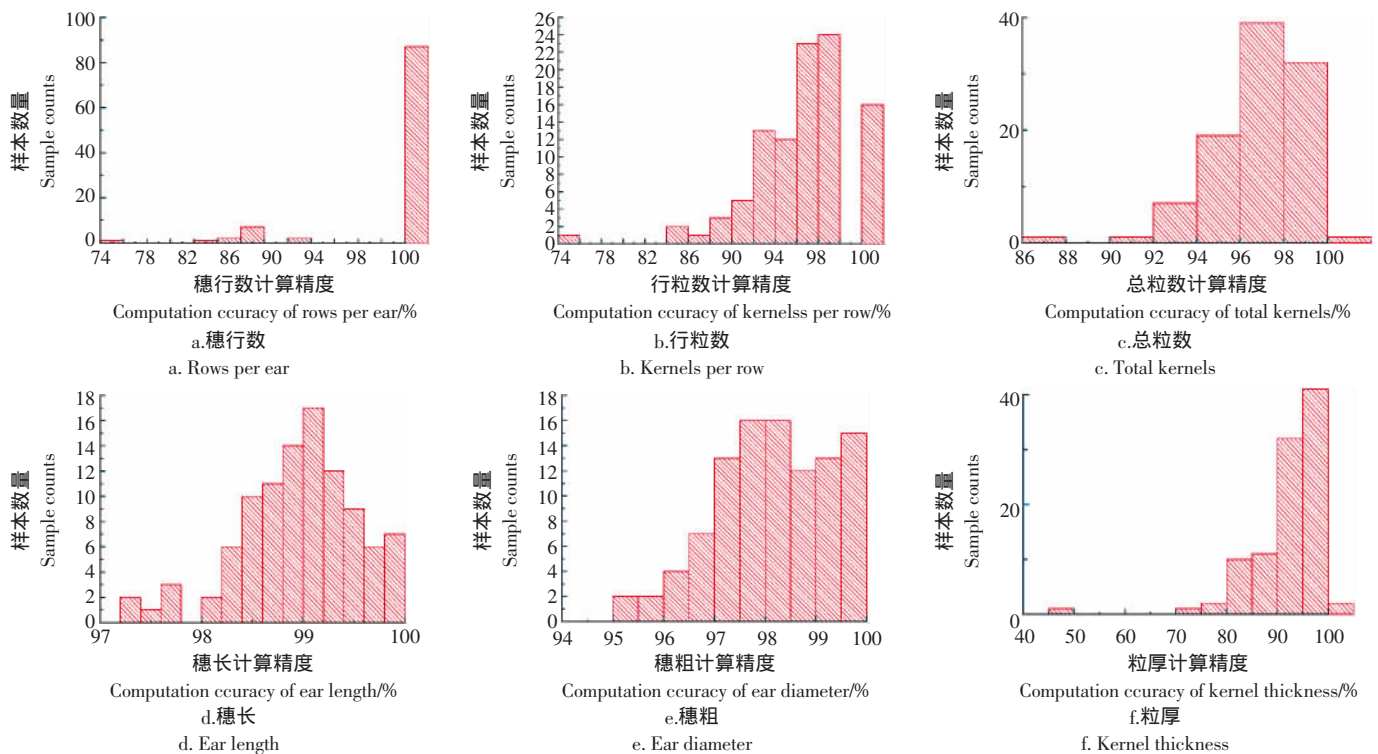 100
80
60
40
20
0
样本数量
Sample counts
74 78 82 86 90 94 98 100
穗行数计算精度
Computation ccuracy of rows per ear/%
a.穗行数
a. Rows per ear
26
24
22
20
18
16
14
12
10
8
6
4
2
0
样本数量
Sample counts
74 78 82 86 90 94 98 100
行粒数计算精度
Computation ccuracy of kernelss per row/%
b.行粒数
b. Kernels per row
40
20
0
样本数量
Sample counts
86 88 90 92 94 96 98 100
总粒数计算精度
Computation ccuracy of total kernels/%
c.总粒数
c. Total kernels
18
16
14
12
10
8
6
4
2
0
样本数量
Sample counts
97 98 99 100
穗长计算精度
Computation ccuracy of ear length/%
d.穗长
d. Ear length
18
16
14
12
10
8
6
4
2
0
样本数量
Sample counts
94 95 96 97 98 99 100
穗粗计算精度
Computation ccuracy of ear diameter/%
e.穗粗
e. Ear diameter
40
20
0
样本数量
Sample counts
40 50 60 70 80 90 100
粒厚计算精度
Computation ccuracy of kernel thickness/%
f.粒厚
f. Kernel thickness